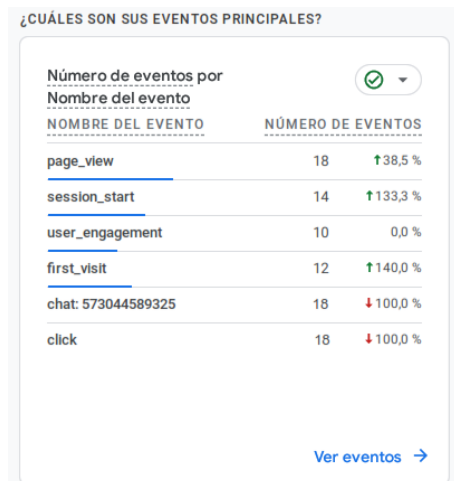 ¿CUÁLES SON SUS EVENTOS PRINCIPALES?
Número de eventos por
Nombre del evento
NOMBRE DEL EVENTO NÚMERO DE EVENTOS
page_view 18 ↑38,5 %
session_start 14 ↑133,3 %
user_engagement 10 0,0 %
first_visit 12 ↑140,0 %
chat: 573044589325 18 ↓100,0 %
click 18 ↓100,0 %
Ver eventos →